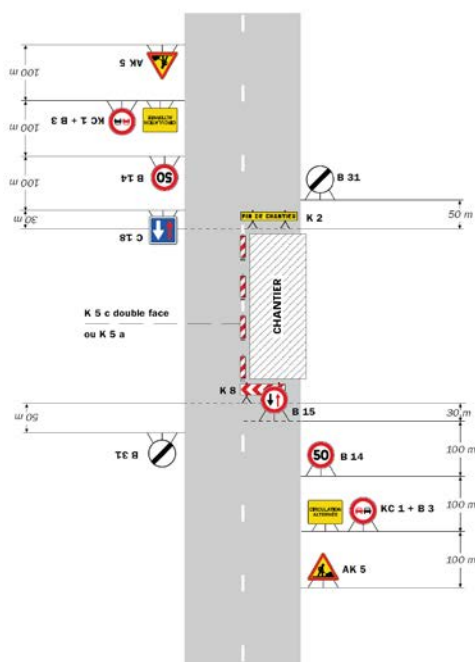 AK 5
100 m
KC 1 + B 3
CIRCULATION
ALTERNÉE
100 m
B 14
50
100 m
C 18
30 m
B 31
K 2
FIN DE CHANTIER
50 m
CHANTIER
K 5 c double face
ou K 5 a
K 8
B 15
50 m
30 m
B 31
50
B 14
100 m
CIRCULATION
ALTERNÉE
KC 1 + B 3
100 m
AK 5
100 m